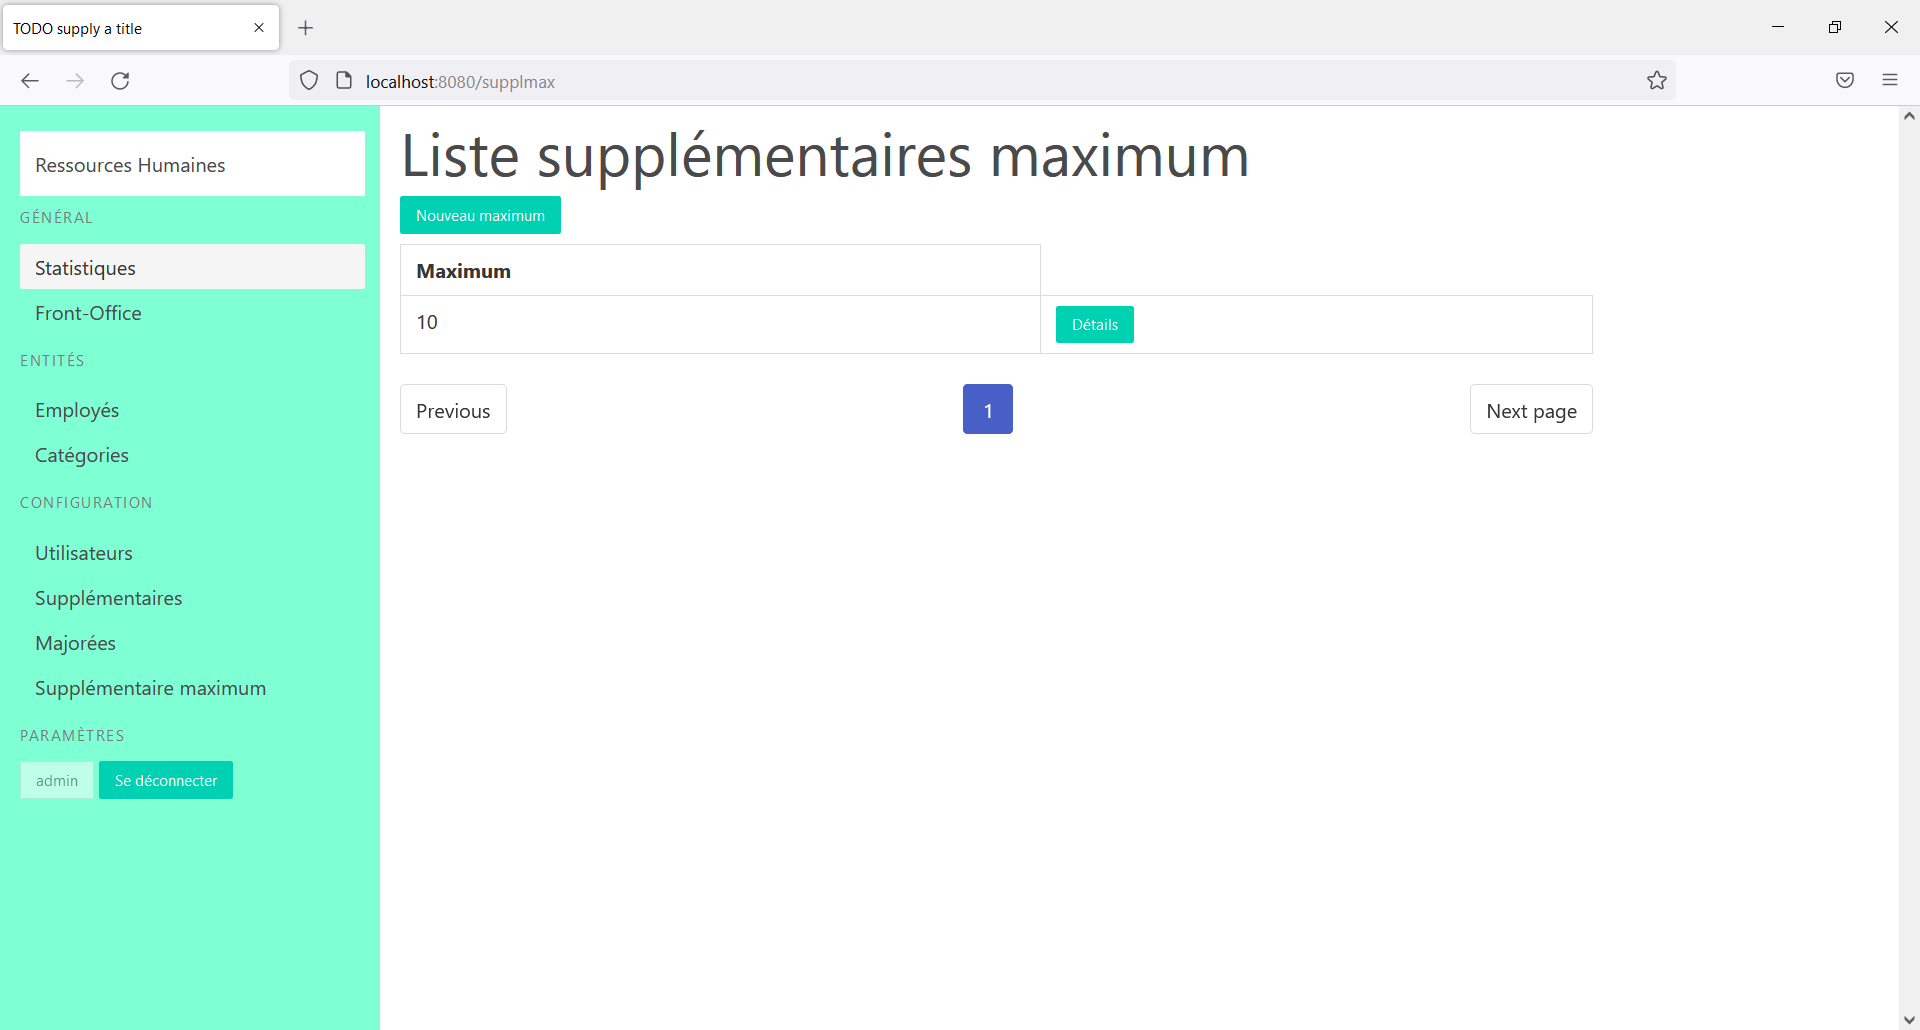 TODO supply a title
localhost:8080/supplmax
Ressources Humaines
GÉNÉRAL
Statistiques
Front-Office
ENTITÉS
Employés
Catégories
CONFIGURATION
Utilisateurs
Supplémentaires
Majorées
Supplémentaire maximum
PARAMÈTRES
admin Se déconnecter
Liste supplémentaires maximum
Nouveau maximum
Maximum
10 Détails
Previous 1 Next page